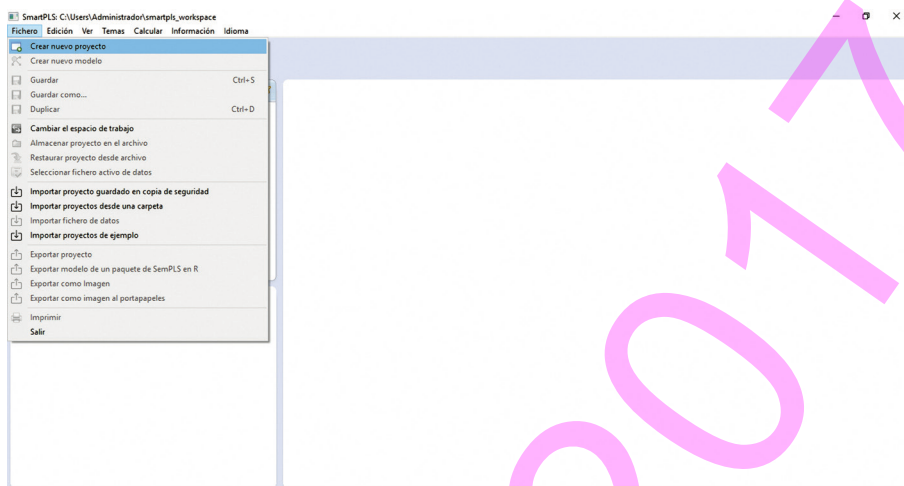 SmartPLS: C:\Users\Administrador\smartpls_workspace
Fichero Edición Ver Temas Calcular Información Idioma
Crear nuevo proyecto
Crear nuevo modelo
Guardar Ctrl+S
Guardar como...
Duplicar Ctrl+D
Cambiar el espacio de trabajo
Almacenar proyecto en el archivo
Restaurar proyecto desde archivo
Seleccionar fichero activo de datos
Importar proyecto guardado en copia de seguridad
Importar proyectos desde una carpeta
Importar fichero de datos
Importar proyectos de ejemplo
Exportar proyecto
Exportar modelo de un paquete de SemPLS en R
Exportar como Imagen
Exportar como imagen al portapapeles
Imprimir
Salir
2017